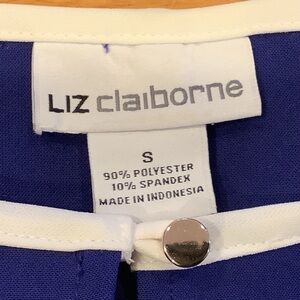 LIZ claiborne
S
90% POLYESTER
10% SPANDEX
MADE IN INDONESIA